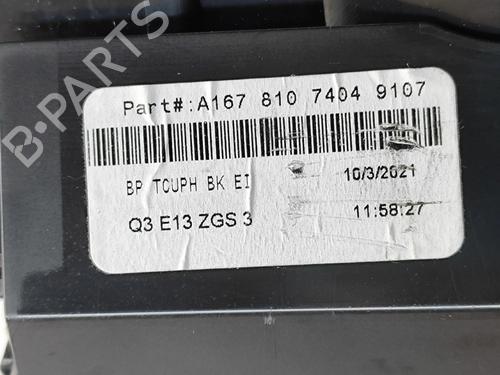 Part#:A167 810 7404 9107
BP TCUPH BK EI
10/3/2021
Q3 E13 ZGS 3
11:58:27
B-PARTS